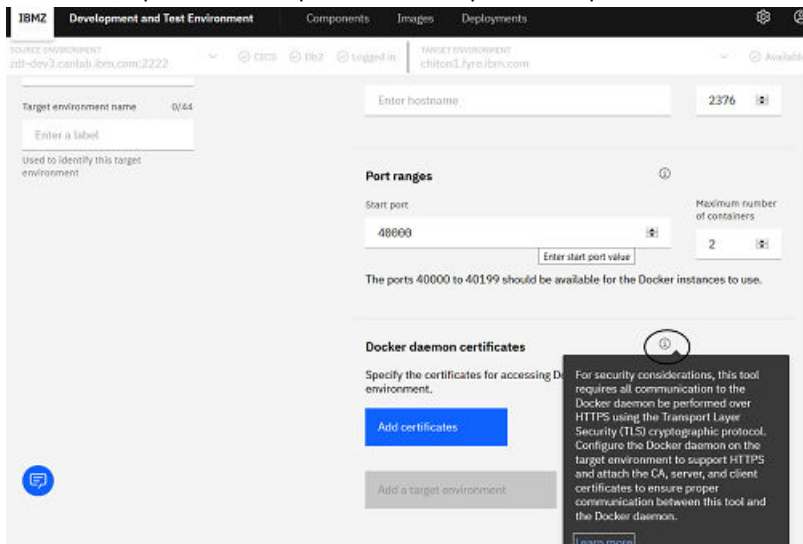 IBMZ Development and Test Environment Components Images Deployments
SOURCE ENVIRONMENT
zdt-dev3.canlab.ibm.com:2222 CICS Db2 Logged in
TARGET ENVIRONMENT
chiton1.fyre.ibm.com Available
Target environment name 0/44
Enter a label
Used to identify this target
environment
Enter hostname 2376
Port ranges
Start port
Maximum number
of containers
40000 2
Enter start port value
The ports 40000 to 40199 should be available for the Docker instances to use.
Docker daemon certificates
Specify the certificates for accessing
environment.
Add certificates
Add a target environment
For security considerations, this tool
requires all communication to the
Docker daemon be performed over
HTTPS using the Transport Layer
Security (TLS) cryptographic protocol.
Configure the Docker daemon on the
target environment to support HTTPS
and attach the CA, server, and client
certificates to ensure proper
communication between this tool and
the Docker daemon.
Learn more